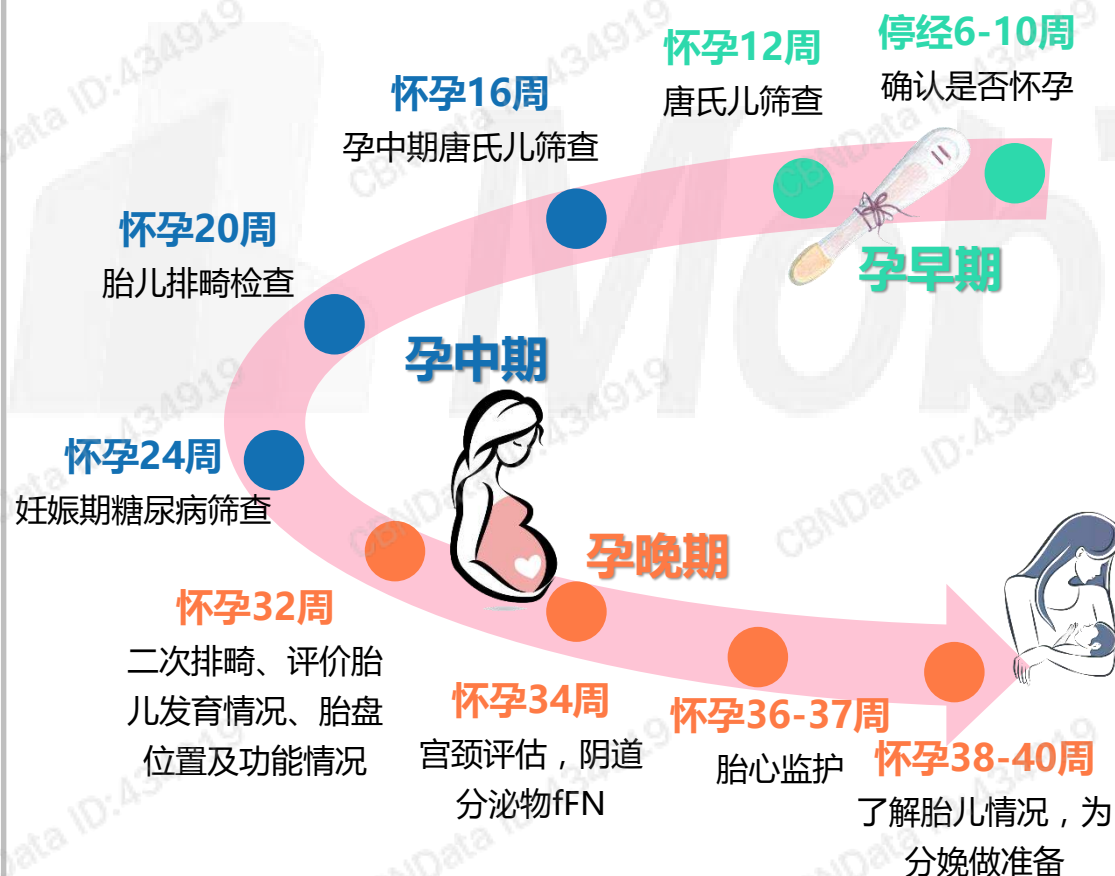 停经6-10周
确认是否怀孕
怀孕12周
唐氏儿筛查
孕早期
怀孕16周
孕中期唐氏儿筛查
怀孕20周
胎儿排畸检查
孕中期
怀孕24周
妊娠期糖尿病筛查
孕晚期
怀孕32周
二次排畸、评价胎
儿发育情况、胎盘
位置及功能情况
怀孕34周
宫颈评估，阴道
分泌物fFN
怀孕36-37周
胎心监护
怀孕38-40周
了解胎儿情况，为
分娩做准备
Mob
CBNData ID:434919